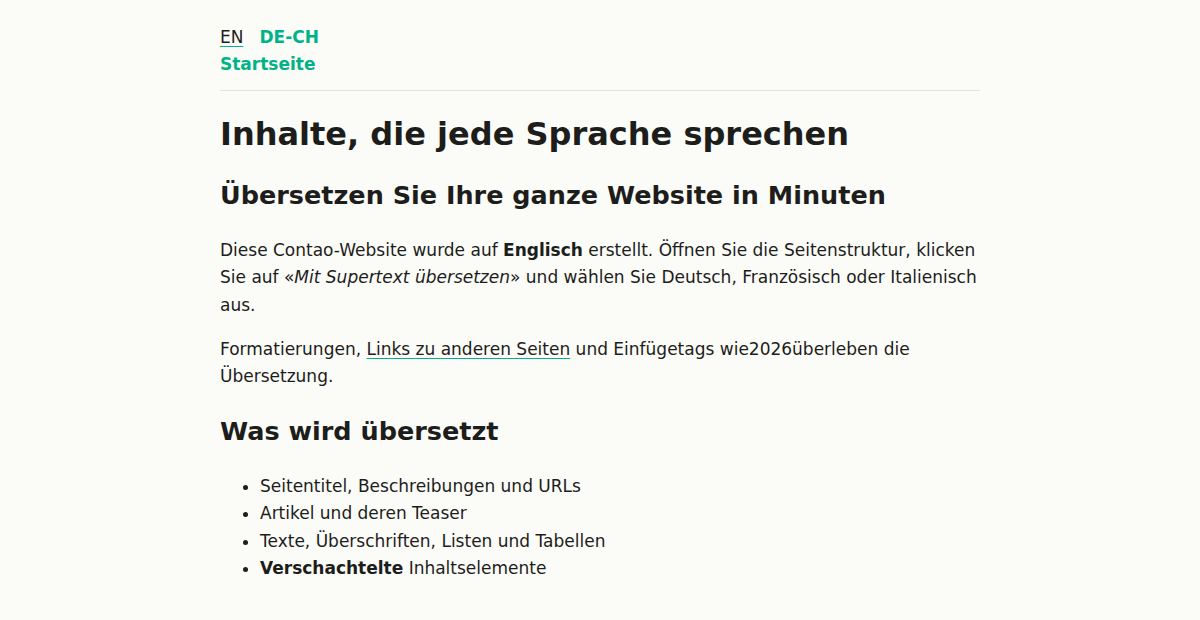 EN DE-CH
Startseite
Inhalte, die jede Sprache sprechen
Übersetzen Sie Ihre ganze Website in Minuten
Diese Contao-Website wurde auf Englisch erstellt. Öffnen Sie die Seitenstruktur, klicken
Sie auf «Mit Supertext übersetzen» und wählen Sie Deutsch, Französisch oder Italienisch
aus.
Formatierungen, Links zu anderen Seiten und Einfügetags wie2026überleben die
Übersetzung.
Was wird übersetzt
• Seitentitel, Beschreibungen und URLs
• Artikel und deren Teaser
• Texte, Überschriften, Listen und Tabellen
• Verschachtelte Inhaltselemente